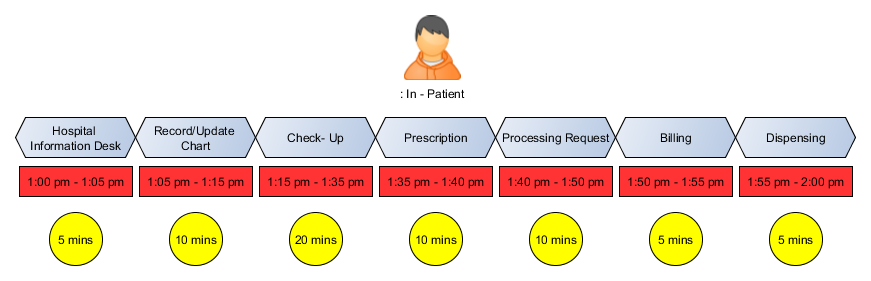 : In - Patient
Hospital
Information Desk
Record/Update
Chart
Check- Up
Prescription
Processing Request
Billing
Dispensing
1:00 pm - 1:05 pm
1:05 pm - 1:15 pm
1:15 pm - 1:35 pm
1:35 pm - 1:40 pm
1:40 pm - 1:50 pm
1:50 pm - 1:55 pm
1:55 pm - 2:00 pm
5 mins
10 mins
20 mins
10 mins
10 mins
5 mins
5 mins